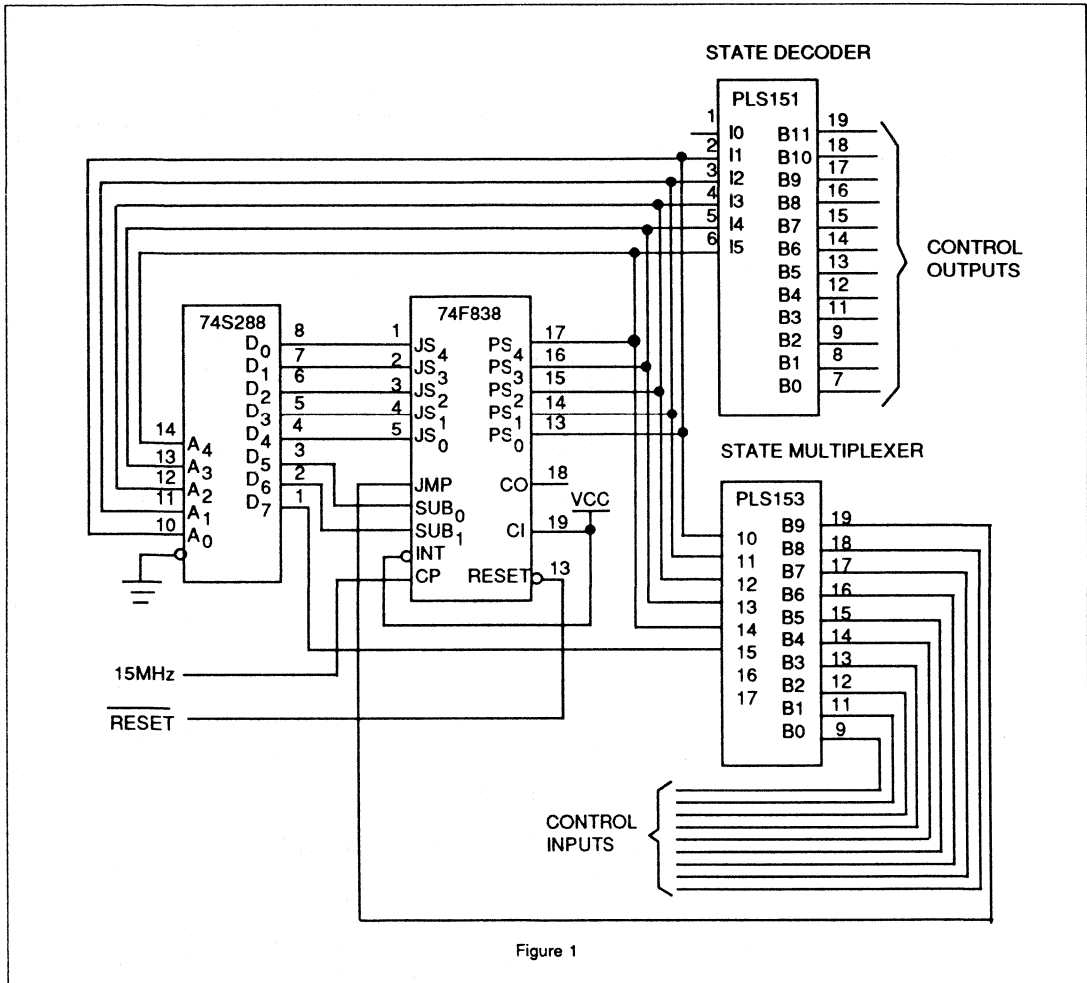 STATE DECODER
PLS151
1 I0
2 I1
3 I2
4 I3
5 I4
6 I5
B11 19
B10 18
B9 17
B8 16
B7 15
B6 14
B5 13
B4 12
B3 11
B2 9
B1 8
B0 7
CONTROL
OUTPUTS
74S288
D0 8
D1 7
D2 6
D3 5
D4 4
D5 3
D6 2
D7 1
14 A4
13 A3
12 A2
11 A1
10 A0
74F838
1 JS4
2 JS3
3 JS2
4 JS1
5 JS0
JMP
SUB0
SUB1
INT
CP
PS4 17
PS3 16
PS2 15
PS1 14
PS0 13
CO 18
VCC
CI 19
RESET 13
15MHz
RESET
STATE MULTIPLEXER
PLS153
10
11
12
13
14
15
16
17
B9 19
B8 18
B7 17
B6 16
B5 15
B4 14
B3 13
B2 12
B1 11
B0 9
CONTROL
INPUTS
Figure 1